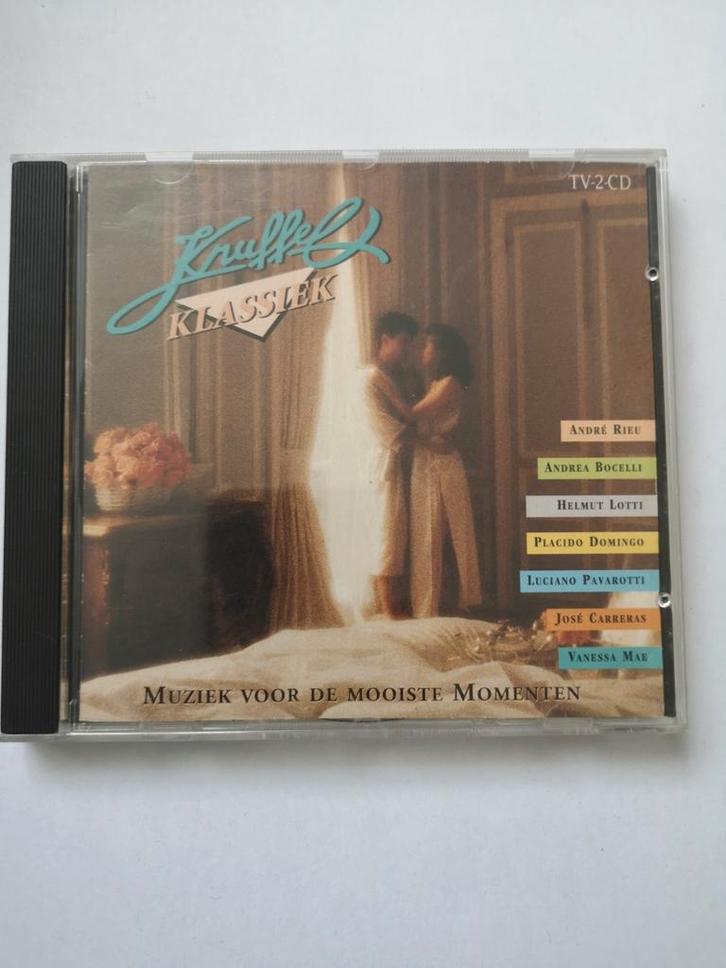 TV-2-CD
Knuffel
KLASSIEK
ANDRÉ RIEU
ANDREA BOCELLI
HELMUT LOTTI
PLACIDO DOMINGO
LUCIANO PAVAROTTI
JOSÉ CARRERAS
VANESSA MAE
MUZIEK VOOR DE MOOISTE MOMENTEN